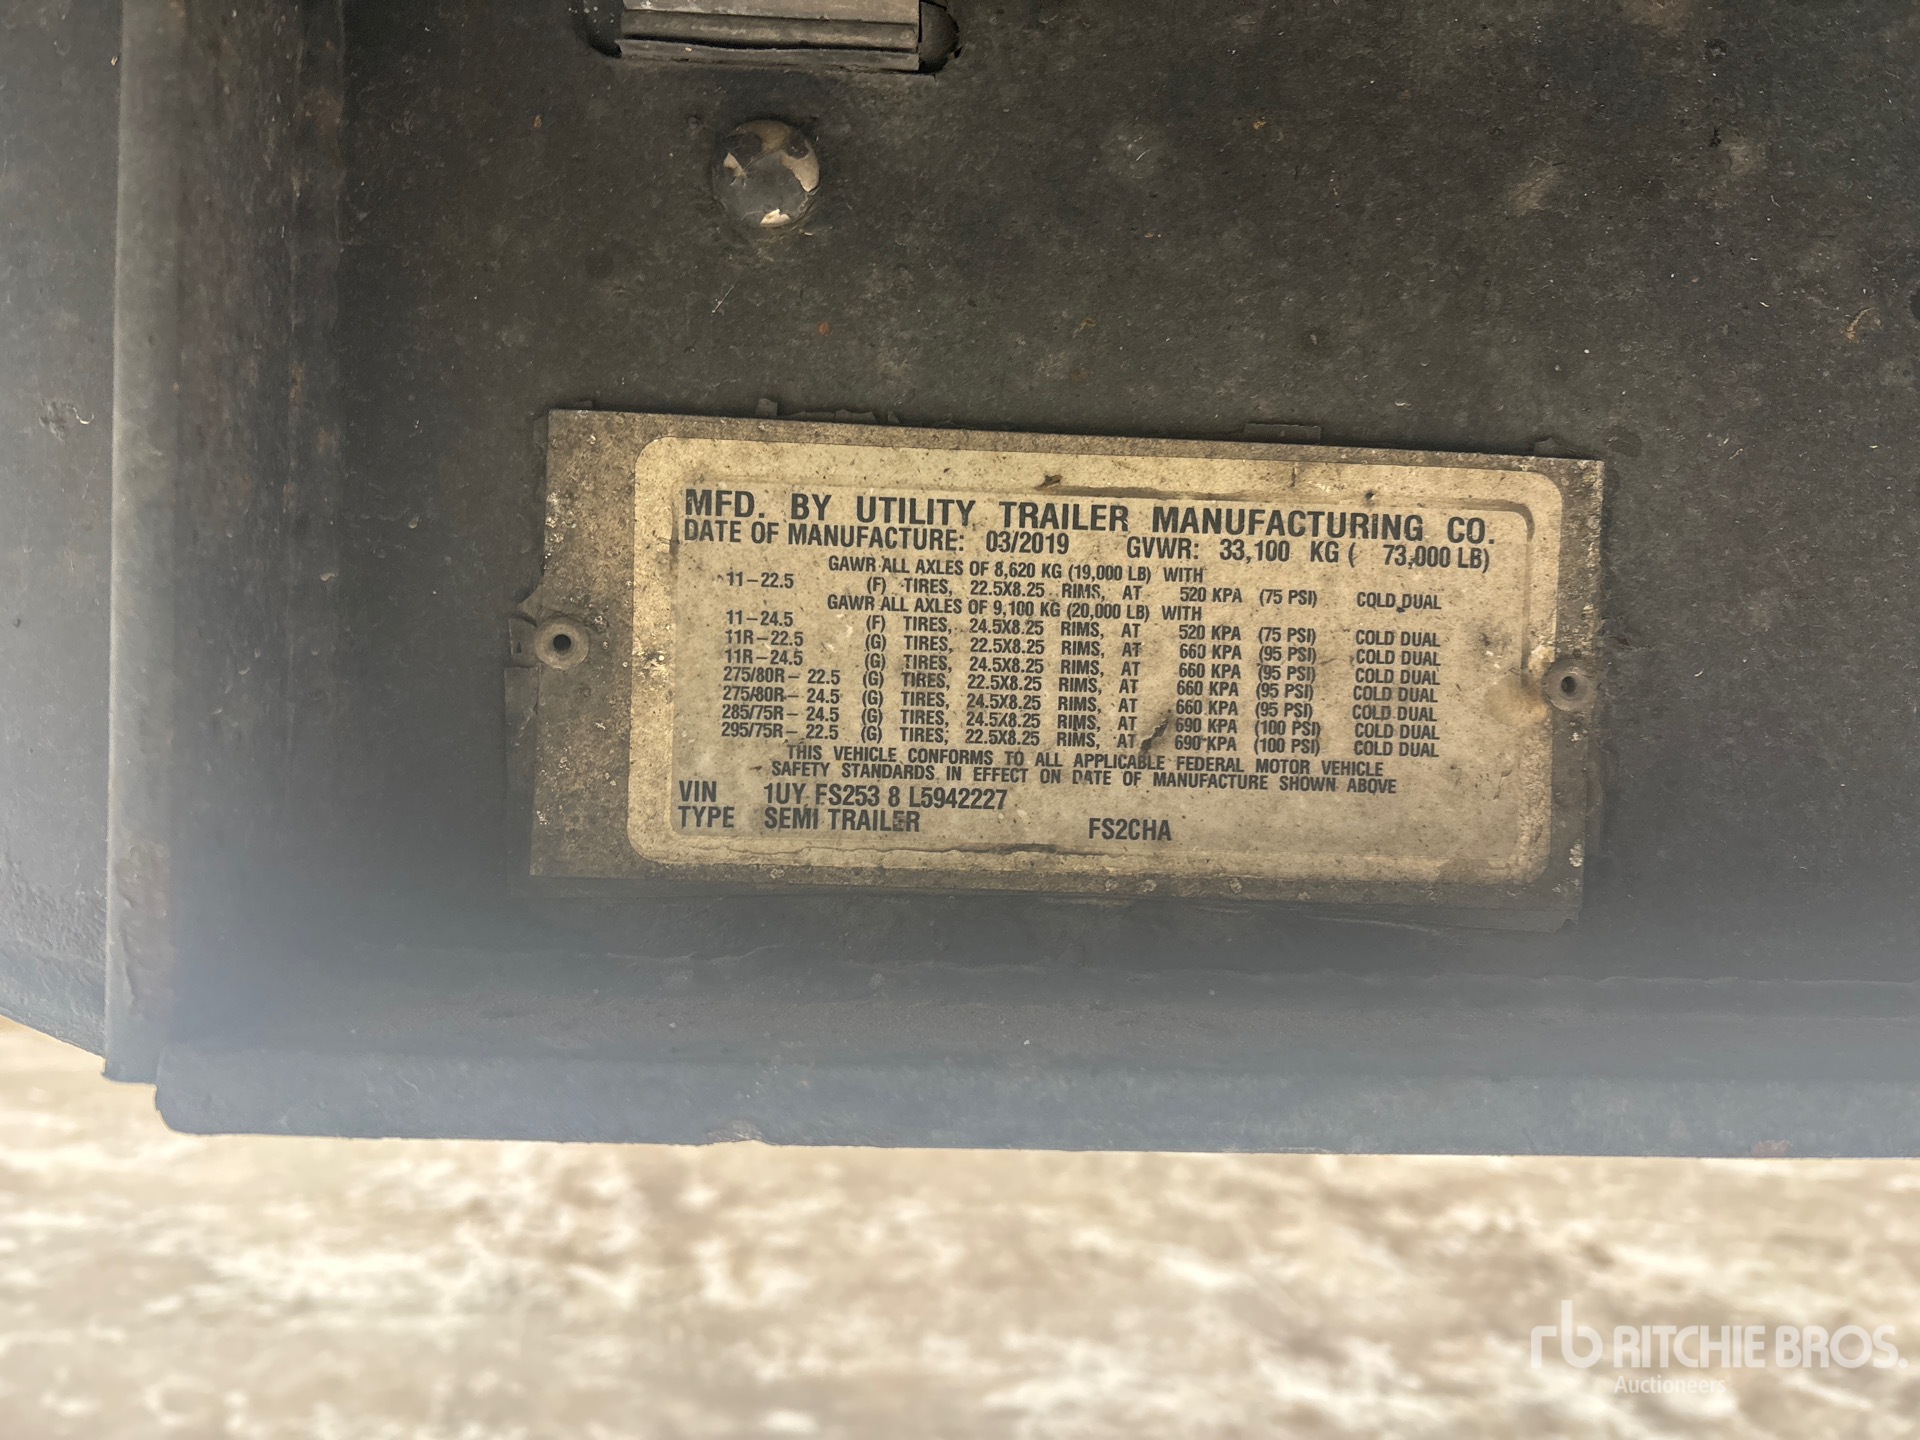 MFD. BY UTILITY TRAILER MANUFACTURING CO.
DATE OF MANUFACTURE: 03/2019 GVWR: 33,100 KG ( 73,000 LB)
GAWR ALL AXLES OF 8,620 KG (19,000 LB) WITH
11-22.5 (F) TIRES, 22.5X8.25 RIMS, AT 520 KPA (75 PSI) COLD DUAL
GAWR ALL AXLES OF 9,100 KG (20,000 LB) WITH
11-24.5 (F) TIRES, 24.5X8.25 RIMS, AT 520 KPA (75 PSI) COLD DUAL
11R-22.5 (G) TIRES, 22.5X8.25 RIMS, AT 660 KPA (95 PSI) COLD DUAL
11R-24.5 (G) TIRES, 24.5X8.25 RIMS, AT 660 KPA (95 PSI) COLD DUAL
275/80R- 22.5 (G) TIRES, 22.5X8.25 RIMS, AT 660 KPA (95 PSI) COLD DUAL
275/80R- 24.5 (G) TIRES, 24.5X8.25 RIMS, AT 660 KPA (95 PSI) COLD DUAL
285/75R- 24.5 (G) TIRES, 24.5X8.25 RIMS, AT 690 KPA (100 PSI) COLD DUAL
295/75R- 22.5 (G) TIRES, 22.5X8.25 RIMS, AT 690 KPA (100 PSI) COLD DUAL
THIS VEHICLE CONFORMS TO ALL APPLICABLE FEDERAL MOTOR VEHICLE
SAFETY STANDARDS IN EFFECT ON DATE OF MANUFACTURE SHOWN ABOVE
VIN 1UY FS253 8 L5942227
TYPE SEMI TRAILER FS2CHA
rb RITCHIE BROS.
Auctioneers